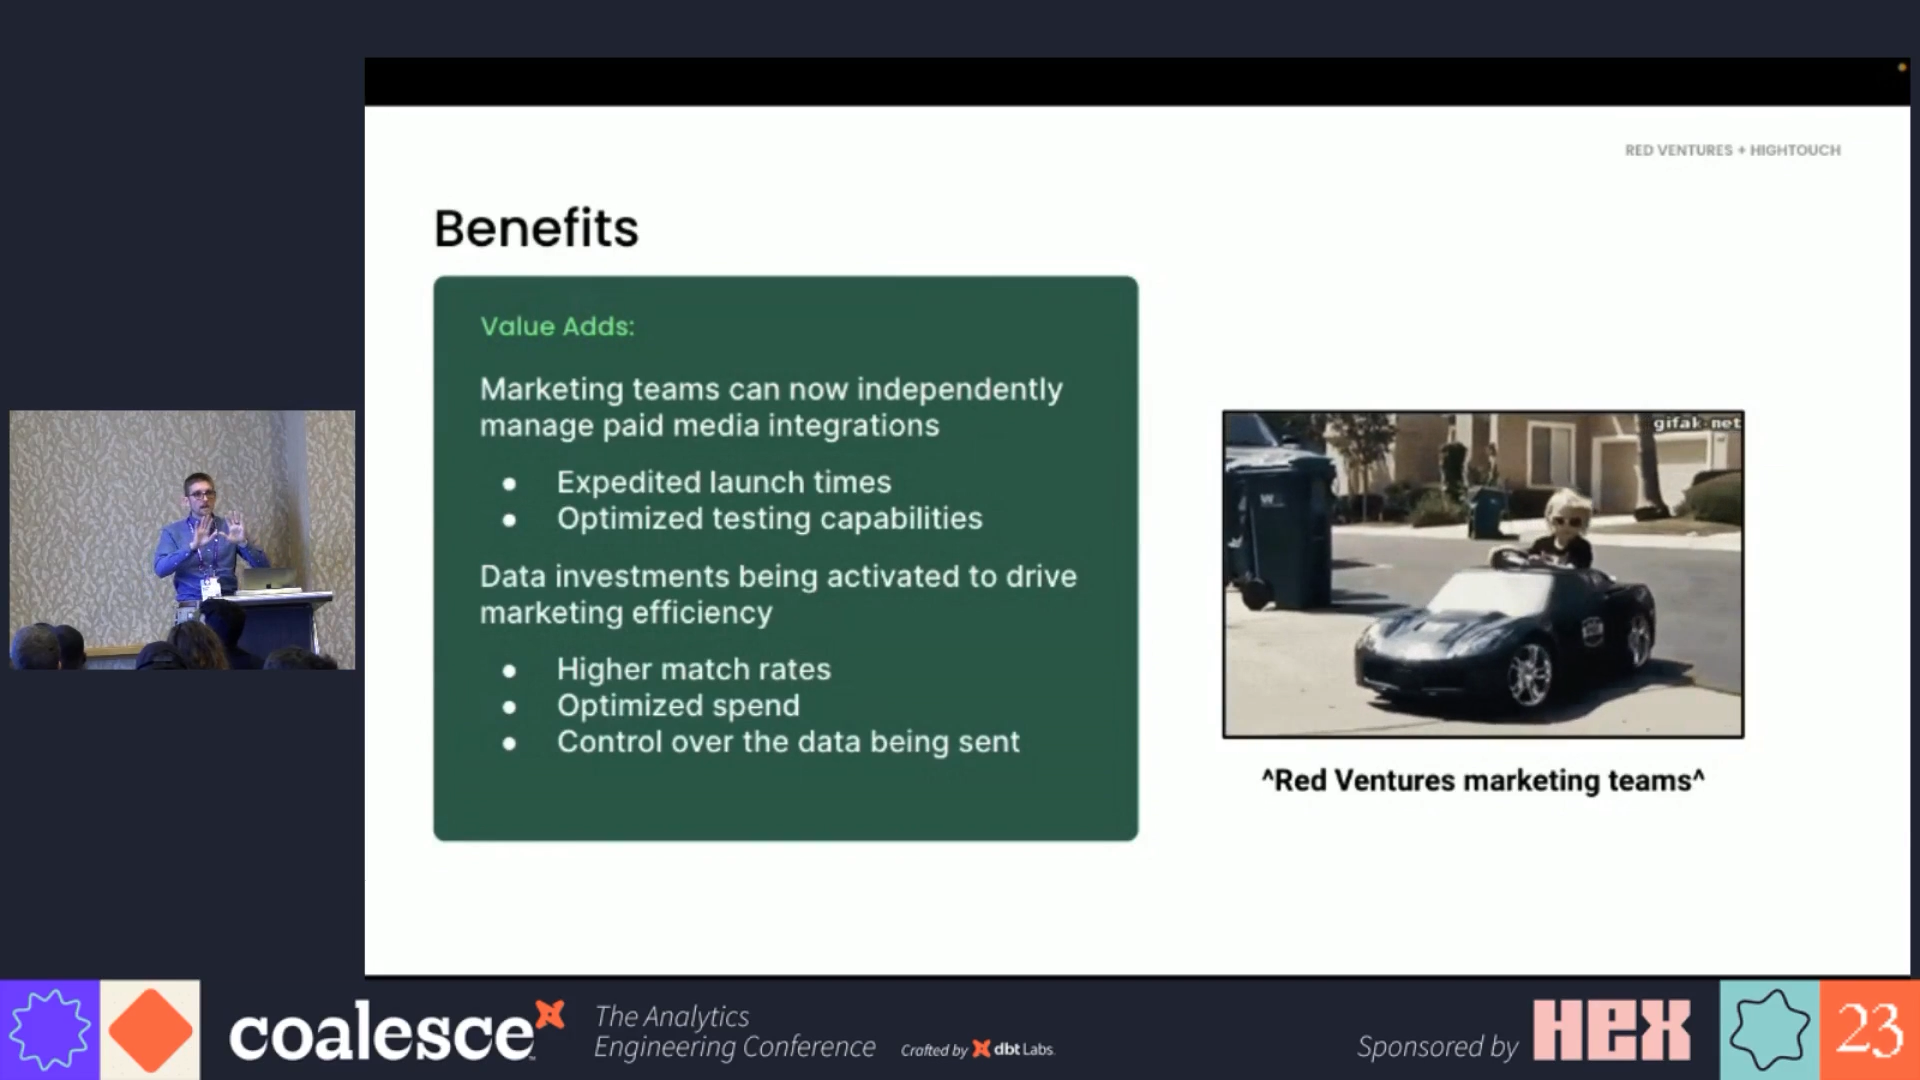 RED VENTURES + HIGHTOUCH
Benefits
Value Adds:
Marketing teams can now independently
manage paid media integrations
• Expedited launch times
• Optimized testing capabilities
Data investments being activated to drive
marketing efficiency
• Higher match rates
• Optimized spend
• Control over the data being sent
gifak-net
W
^Red Ventures marketing teams^
coalesce
The Analytics
Engineering Conference
Crafted by dbt Labs
Sponsored by HEX
23